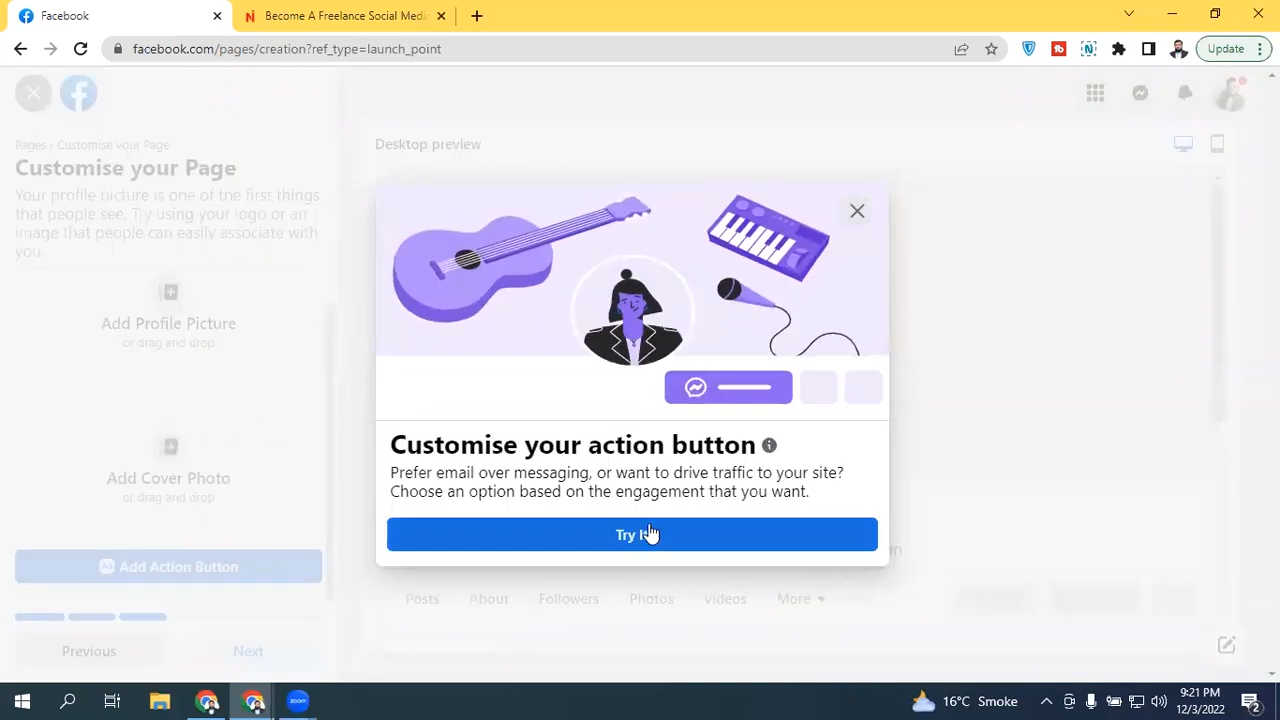 Facebook
Become A Freelance Social Medi
facebook.com/pages/creation?ref_type=launch_point
Update
Pages › Customise your Page
Customise your Page
Your profile picture is one of the first things
that people see. Try using your logo or an
image that people can easily associate with
you.
Add Profile Picture
or drag and drop
Add Cover Photo
or drag and drop
Add Action Button
Previous
Next
Desktop preview
Customise your action button
Prefer email over messaging, or want to drive traffic to your site?
Choose an option based on the engagement that you want.
Try It
Posts
About
Followers
Photos
Videos
More
zoom
16°C Smoke
9:21 PM
12/3/2022
2